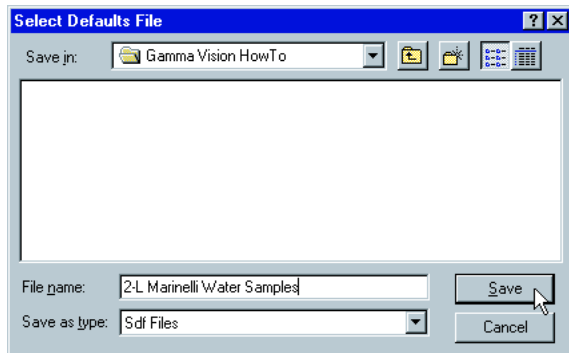 Select Defaults File
Save in: Gamma Vision HowTo
File name: 2-L Marinelli Water Samples
Save
Save as type: Sdf Files
Cancel